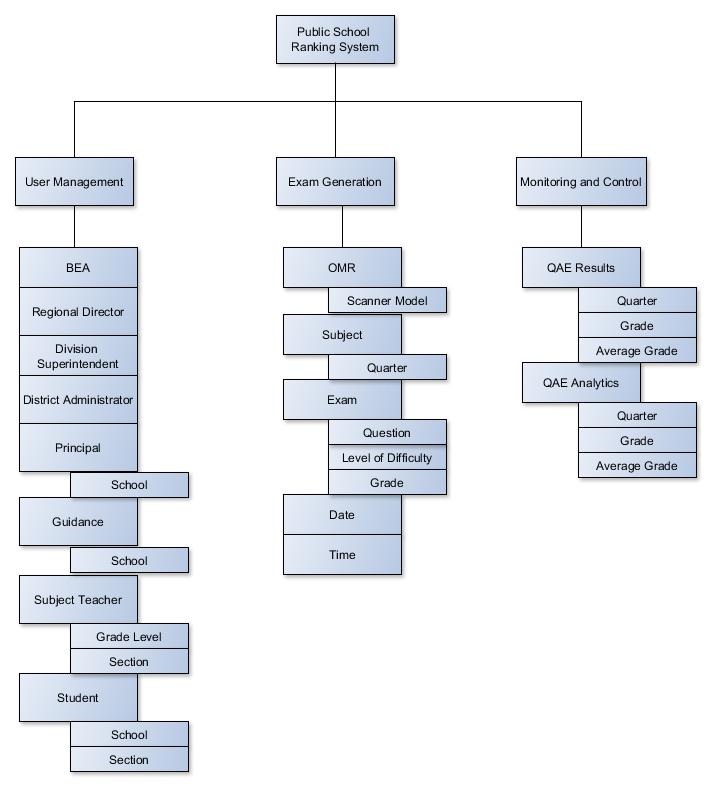 Public School
Ranking System
User Management
BEA
Regional Director
Division
Superintendent
District Administrator
Principal
School
Guidance
School
Subject Teacher
Grade Level
Section
Student
School
Section
Exam Generation
OMR
Scanner Model
Subject
Quarter
Exam
Question
Level of Difficulty
Grade
Date
Time
Monitoring and Control
QAE Results
Quarter
Grade
Average Grade
QAE Analytics
Quarter
Grade
Average Grade